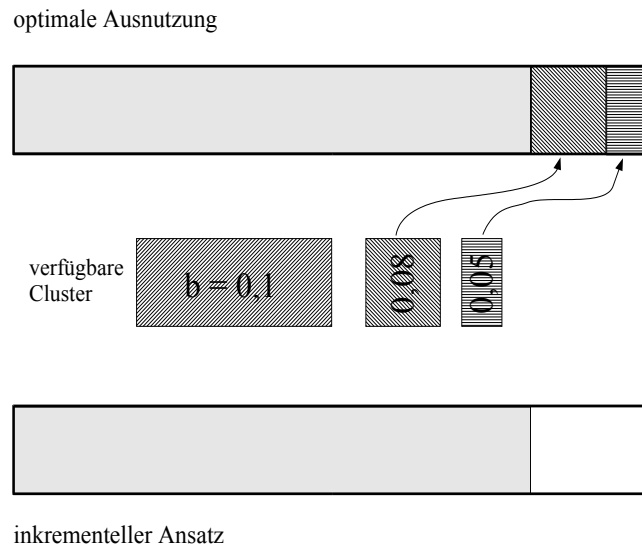 optimale Ausnutzung
verfügbare
Cluster
b = 0,1
0,08
0,05
inkrementeller Ansatz